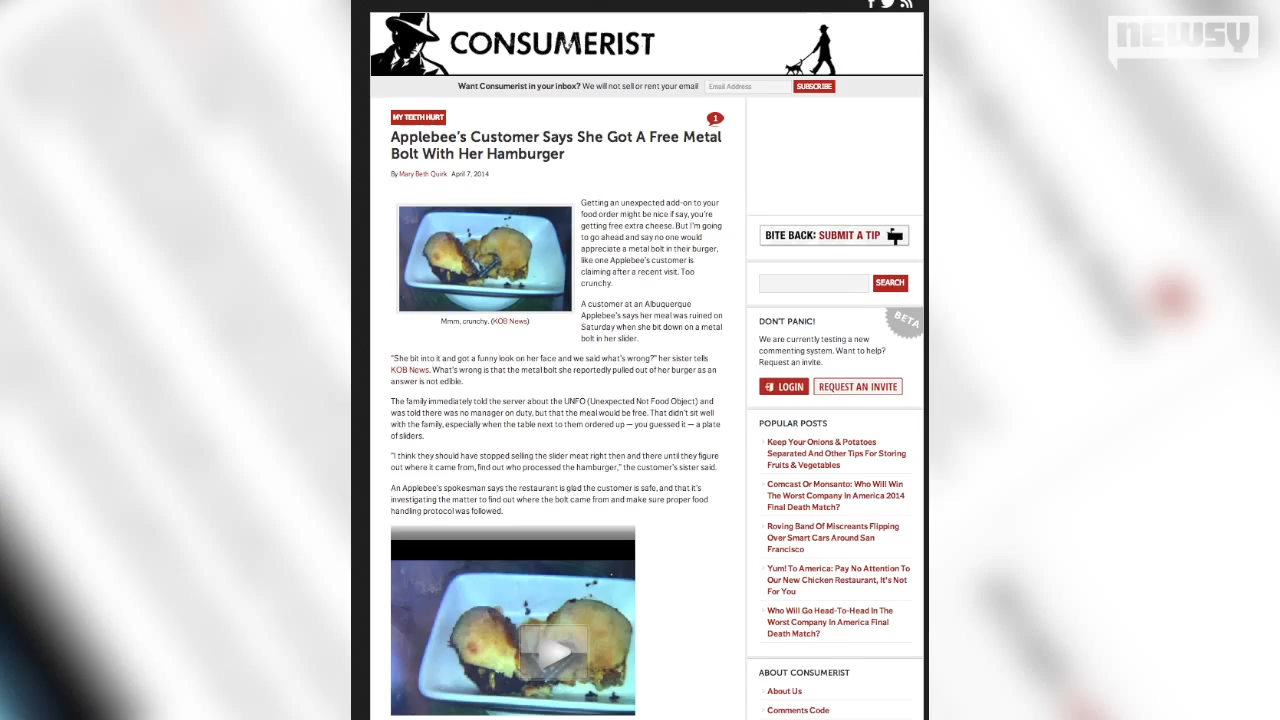 newsy
CONSUMERIST
Want Consumerist in your inbox? We will not sell or rent your email
Email Address
SUBSCRIBE
MY TEETH HURT
1
Applebee's Customer Says She Got A Free Metal
Bolt With Her Hamburger
By Mary Beth Quirk April 7, 2014
Getting an unexpected add-on to your
food order might be nice if say, you're
getting free extra cheese. But I'm going
to go ahead and say no one would
appreciate a metal bolt in their burger,
like one Applebee's customer is
claiming after a recent visit. Too
crunchy.
Mmm, crunchy. (KOB News)
A customer at an Albuquerque
Applebee's says her meal was ruined on
Saturday when she bit down on a metal
bolt in her slider.
"She bit into it and got a funny look on her face and we said what's wrong?" her sister tells
KOB News. What's wrong is that the metal bolt she reportedly pulled out of her burger as an
answer is not edible.
The family immediately told the server about the UNFO (Unexpected Not Food Object) and
was told there was no manager on duty, but that the meal would be free. That didn't sit well
with the family, especially when the table next to them ordered up — you guessed it — a plate
of sliders.
"I think they should have stopped selling the slider meat right then and there until they figure
out where it came from, find out who processed the hamburger," the customer's sister said.
An Applebee's spokesman says the restaurant is glad the customer is safe, and that it's
investigating the matter to find out where the bolt came from and make sure proper food
handling protocol was followed.
BITE BACK: SUBMIT A TIP
SEARCH
BETA
DON'T PANIC!
We are currently testing a new
commenting system. Want to help?
Request an invite.
LOGIN
REQUEST AN INVITE
POPULAR POSTS
Keep Your Onions & Potatoes
Separated And Other Tips For Storing
Fruits & Vegetables
Comcast Or Monsanto: Who Will Win
The Worst Company In America 2014
Final Death Match?
Roving Band Of Miscreants Flipping
Over Smart Cars Around San
Francisco
Yum! To America: Pay No Attention To
Our New Chicken Restaurant, It's Not
For You
Who Will Go Head-To-Head In The
Worst Company In America Final
Death Match?
ABOUT CONSUMERIST
About Us
Comments Code